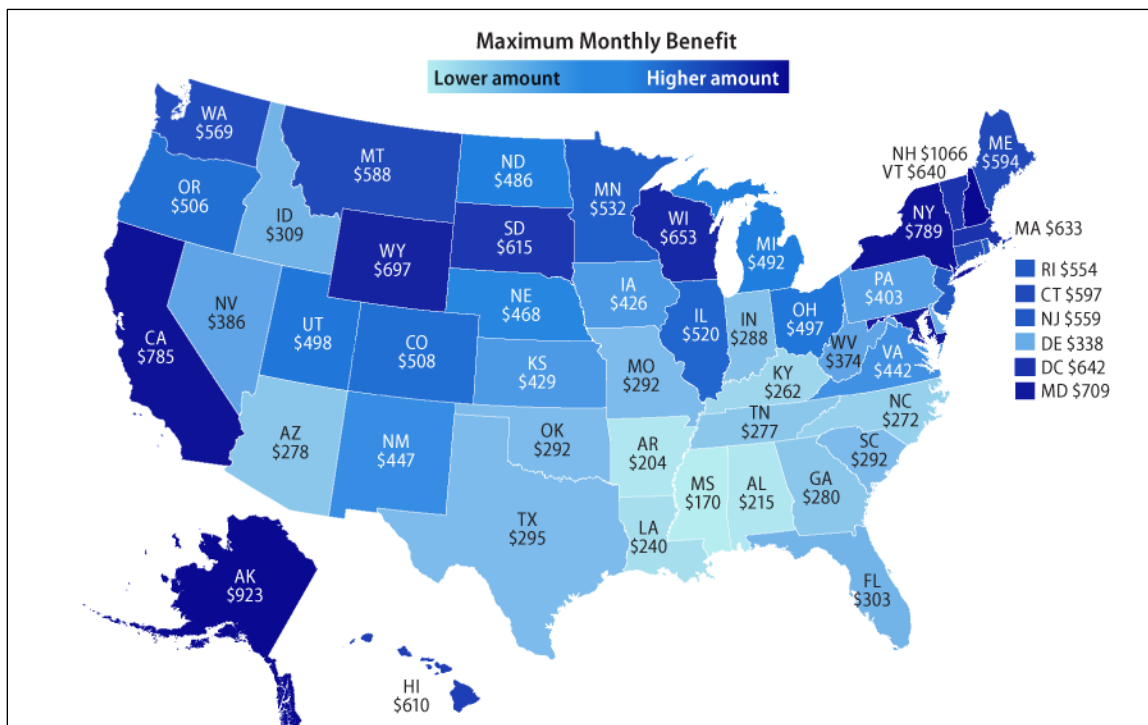 Maximum Monthly Benefit
Lower amount Higher amount
WA
$569
MT
$588
ND
$486
MN
$532
NH $1066
VT $640
ME
$594
OR
$506
ID
$309
SD
$615
WI
$653
NY
$789
MA $633
WY
$697
MI
$492
RI $554
CT $597
NJ $559
DE $338
DC $642
MD $709
NV
$386
NE
$468
IA
$426
PA
$403
CA
$785
UT
$498
CO
$508
IL
$520
IN
$288
OH
$497
WV
$374
VA
$442
KS
$429
MO
$292
KY
$262
NC
$272
TN
$277
AZ
$278
NM
$447
OK
$292
AR
$204
SC
$292
MS
$170
AL
$215
GA
$280
TX
$295
LA
$240
FL
$303
AK
$923
HI
$610